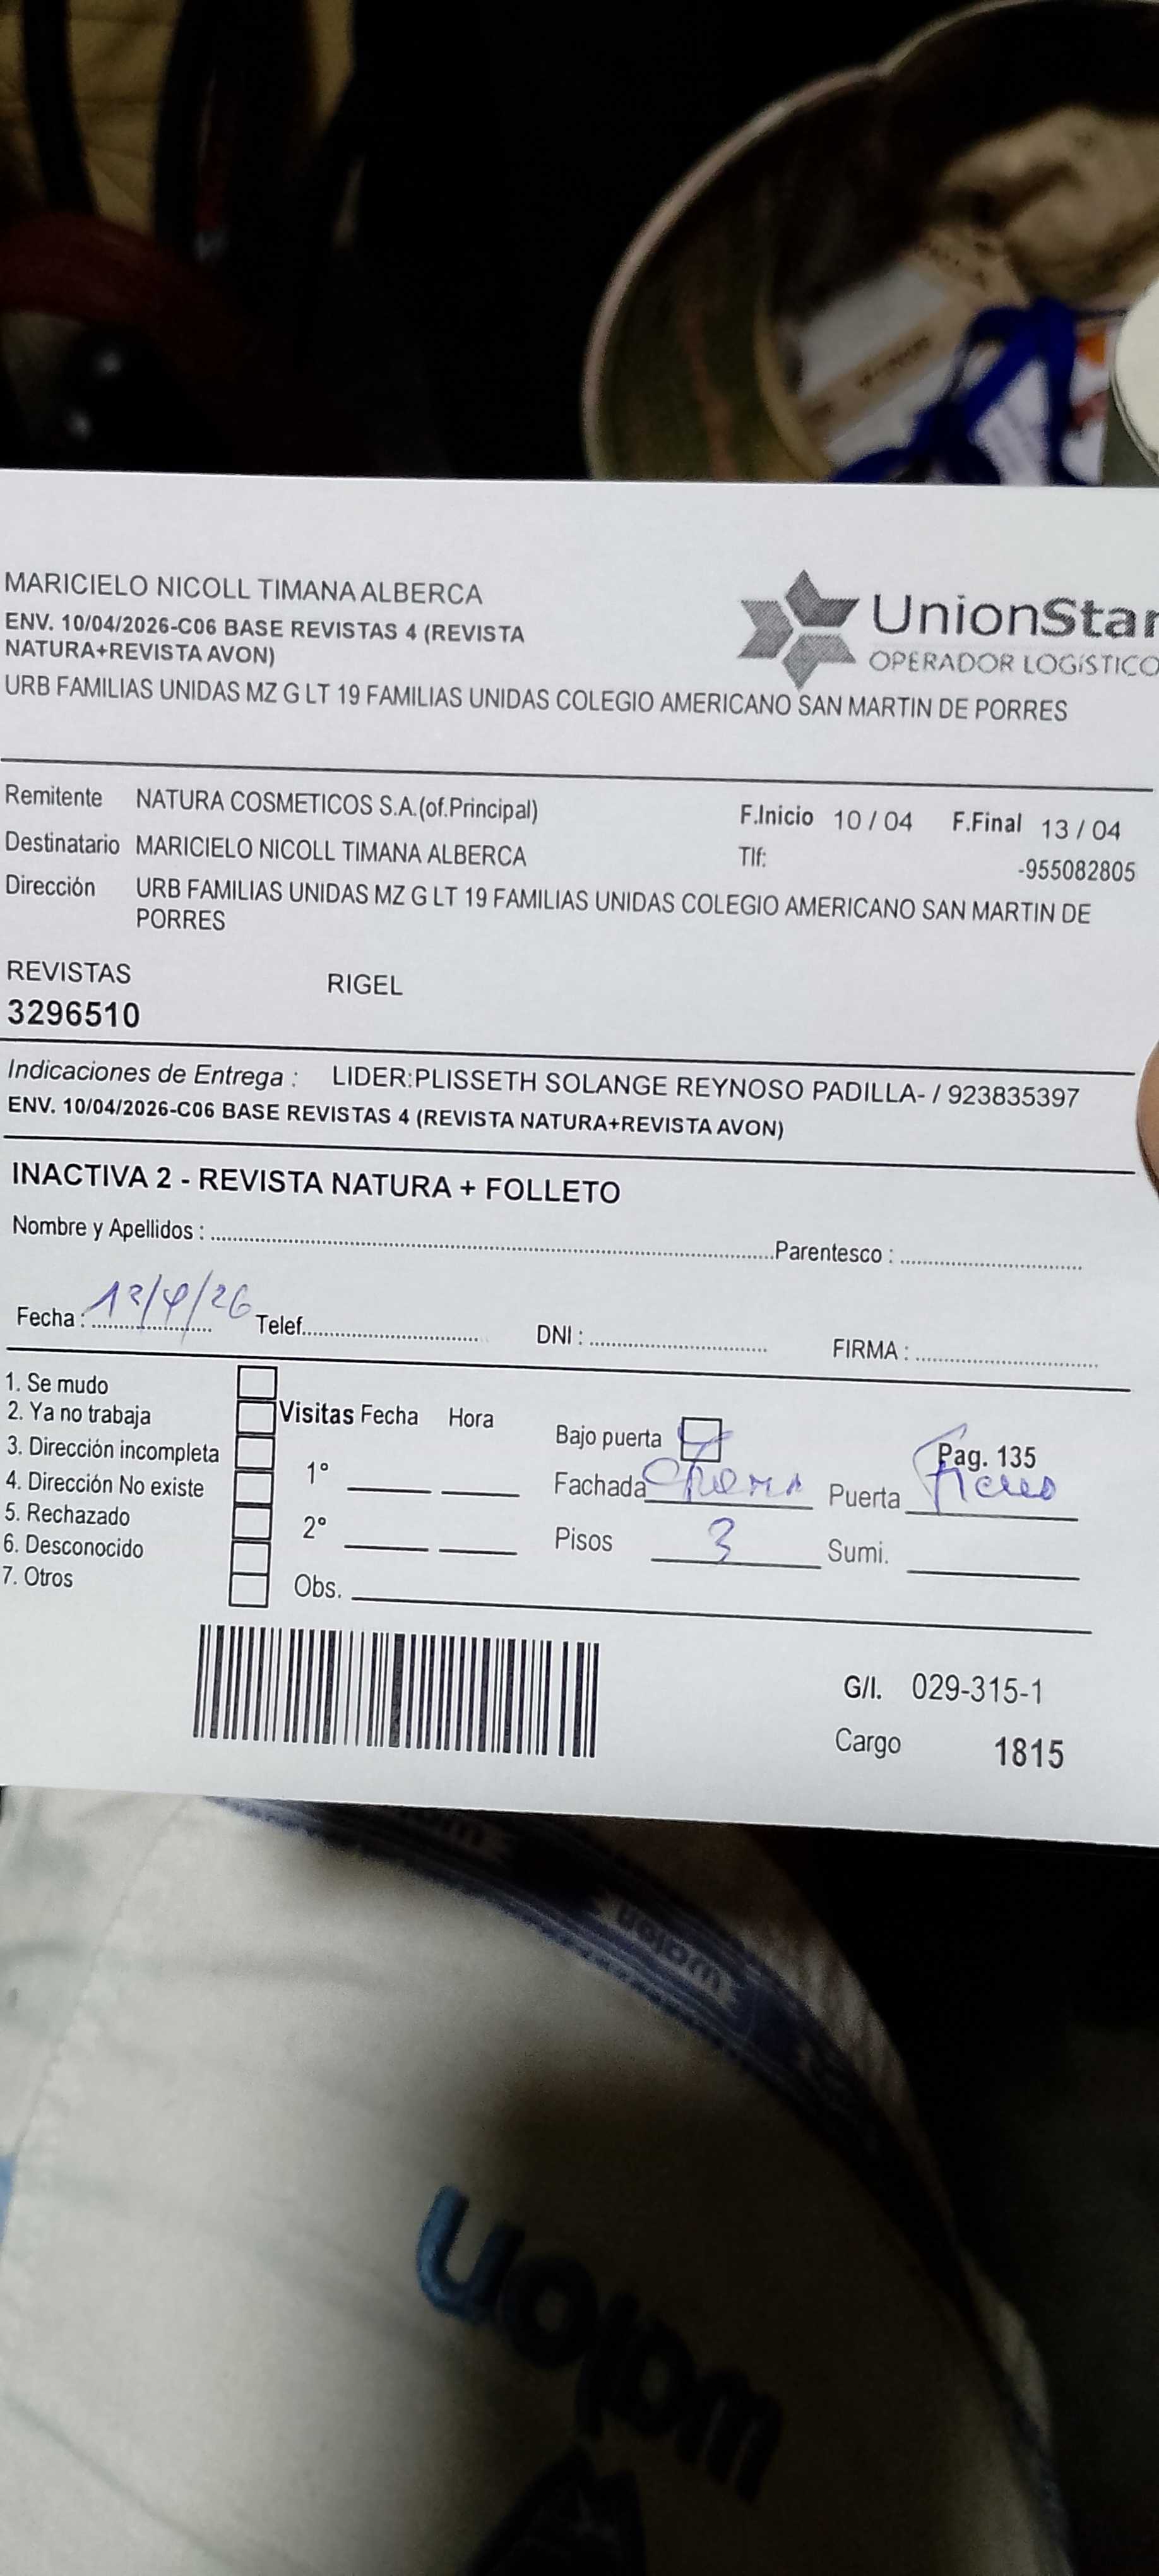 MARICIELO NICOLL TIMANA ALBERCA
ENV. 10/04/2026-C06 BASE REVISTAS 4 (REVISTA
NATURA+REVISTA AVON)
URB FAMILIAS UNIDAS MZ G LT 19 FAMILIAS UNIDAS COLEGIO AMERICANO SAN MARTIN DE PORRES
UnionStar
OPERADOR LOGÍSTICO
Remitente NATURA COSMETICOS S.A.(of.Principal)
F.Inicio 10 / 04 F.Final 13 / 04
Destinatario MARICIELO NICOLL TIMANA ALBERCA
Tlf: -955082805
Dirección URB FAMILIAS UNIDAS MZ G LT 19 FAMILIAS UNIDAS COLEGIO AMERICANO SAN MARTIN DE
PORRES
REVISTAS RIGEL
3296510
Indicaciones de Entrega : LIDER:PLISSETH SOLANGE REYNOSO PADILLA- / 923835397
ENV. 10/04/2026-C06 BASE REVISTAS 4 (REVISTA NATURA+REVISTA AVON)
INACTIVA 2 - REVISTA NATURA + FOLLETO
Nombre y Apellidos : Parentesco :
Fecha : Telef. DNI : FIRMA :
1. Se mudo
2. Ya no trabaja
3. Dirección incompleta
4. Dirección No existe
5. Rechazado
6. Desconocido
7. Otros
Visitas Fecha Hora
1°
2°
Obs.
Bajo puerta Pag. 135
Fachada Puerta
Pisos 3 Sumi.
G/I. 029-315-1
Cargo 1815
uolom
uolom